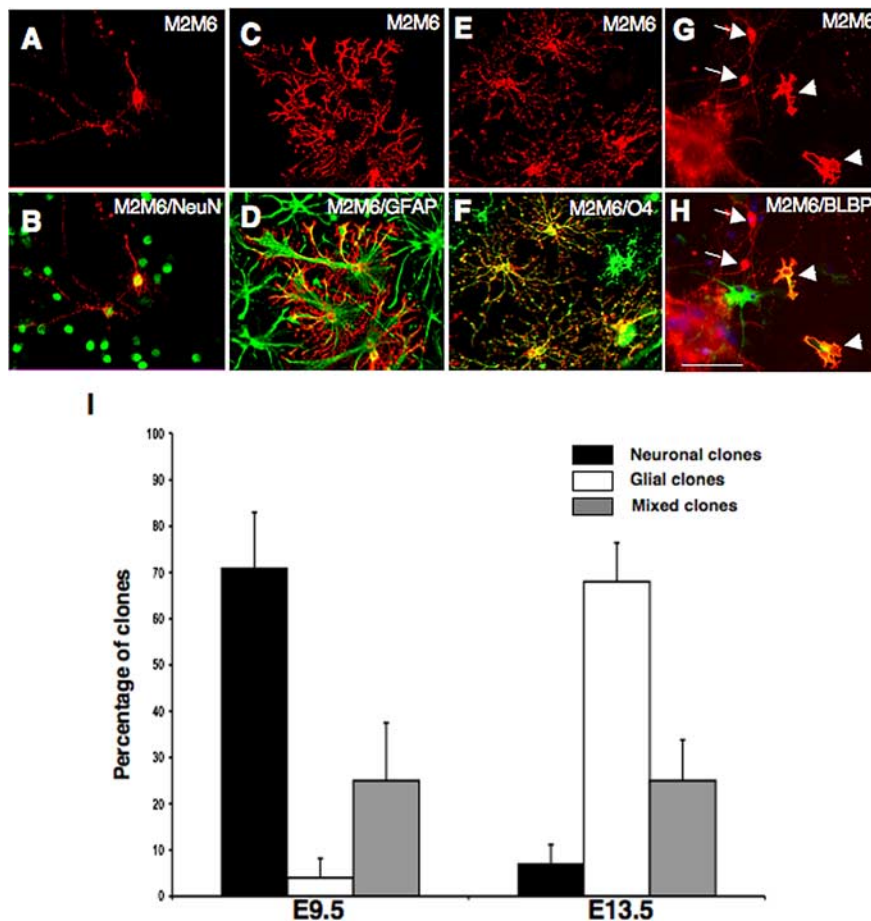 A
M2M6
C
M2M6
E
M2M6
G
M2M6
B
M2M6/NeuN
D
M2M6/GFAP
F
M2M6/O4
H
M2M6/BLBP
I
100
90
80
70
60
50
40
30
20
10
0
Percentage of clones
Neuronal clones
Glial clones
Mixed clones
E9.5
E13.5